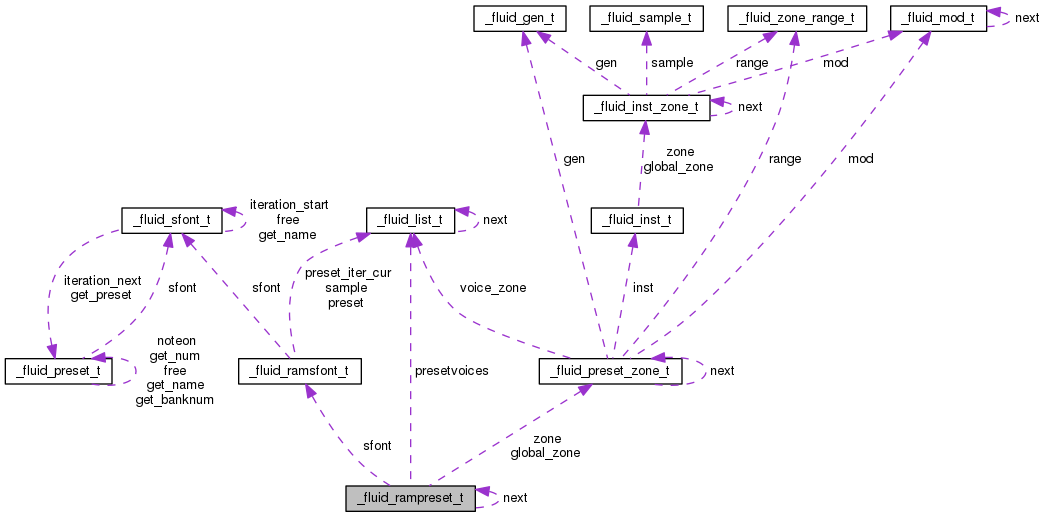 _fluid_gen_t
_fluid_sample_t
_fluid_zone_range_t
_fluid_mod_t
next
gen
sample
range
mod
_fluid_inst_zone_t
next
zone
global_zone
gen
range
mod
iteration_start
free
get_name
_fluid_sfont_t
_fluid_list_t
next
_fluid_inst_t
iteration_next
get_preset
sfont
sfont
preset_iter_cur
sample
preset
voice_zone
inst
noteon
get_num
free
get_name
get_banknum
_fluid_preset_t
_fluid_ramsfont_t
presetvoices
_fluid_preset_zone_t
next
sfont
zone
global_zone
_fluid_rampreset_t
next